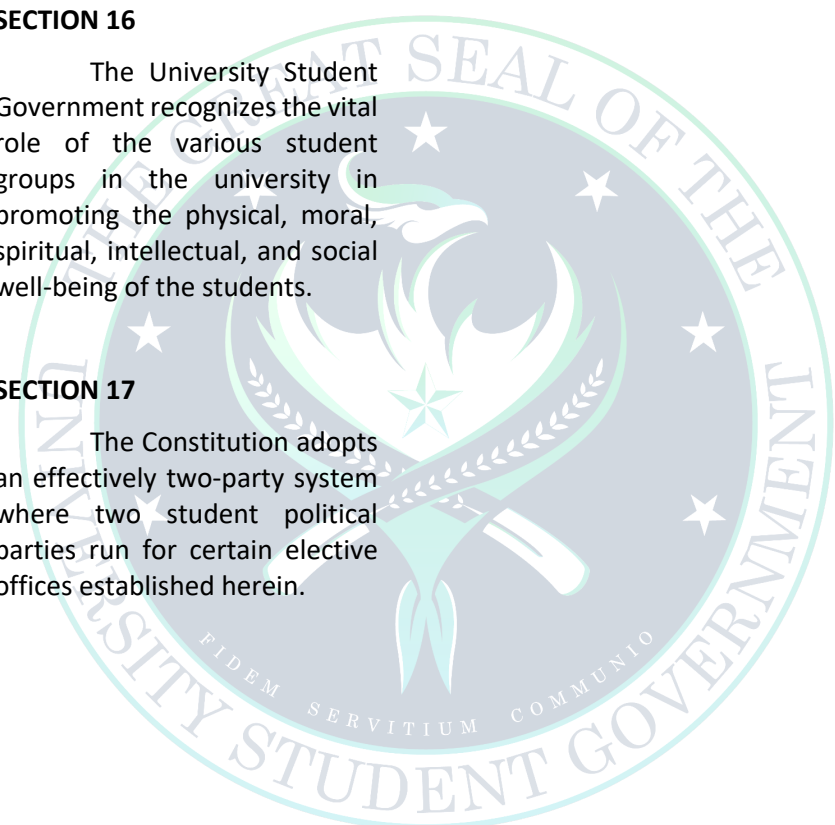 SECTION 16
The University Student
Government recognizes the vital
role of the various student
groups in the university in
promoting the physical, moral,
spiritual, intellectual, and social
well-being of the students.
SECTION 17
The Constitution adopts
an effectively two-party system
where two student political
parties run for certain elective
offices established herein.
THE GREAT SEAL OF THE
UNIVERSITY STUDENT GOVERNMENT
FIDEM SERVITIUM COMMUNIO